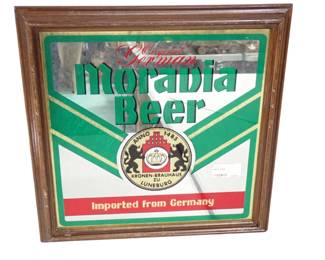 German
Moravia
Beer
ANNO 1485
KRONEN-BRAUHAUS
ZU
LÜNEBURG
Imported from Germany